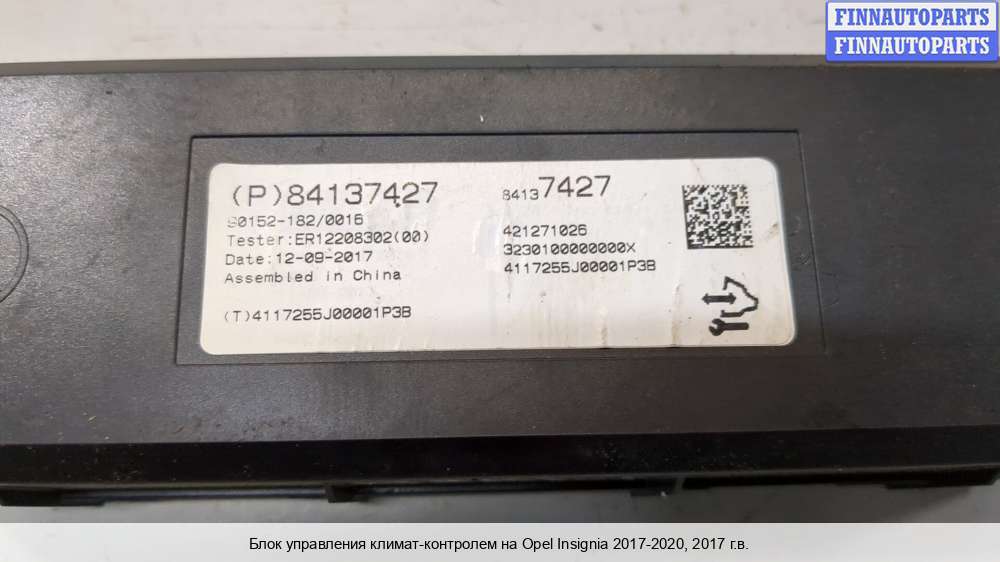 FINNAUTOPARTS
FINNAUTOPARTS
(P)84137427
90152-182/0016
Tester:ER12208302(00)
Date:12-09-2017
Assembled in China
(T)4117255J00001P3B
84137427
421271026
3230100000000X
4117255J00001P3B
Блок управления климат-контролем на Opel Insignia 2017-2020, 2017 г.в.